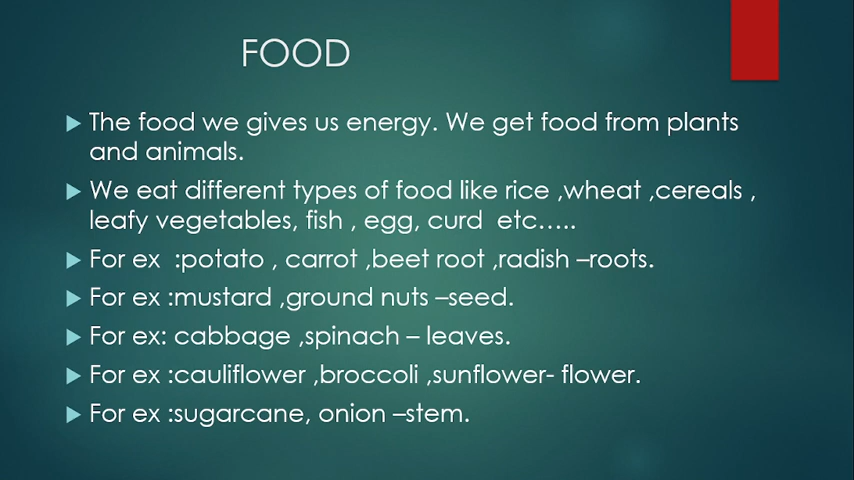 FOOD
The food we gives us energy. We get food from plants
and animals.
We eat different types of food like rice ,wheat ,cereals ,
leafy vegetables, fish , egg, curd  etc…..
For ex  :potato , carrot ,beet root ,radish –roots.
For ex :mustard ,ground nuts –seed.
For ex: cabbage ,spinach – leaves.
For ex :cauliflower ,broccoli ,sunflower- flower.
For ex :sugarcane, onion –stem.